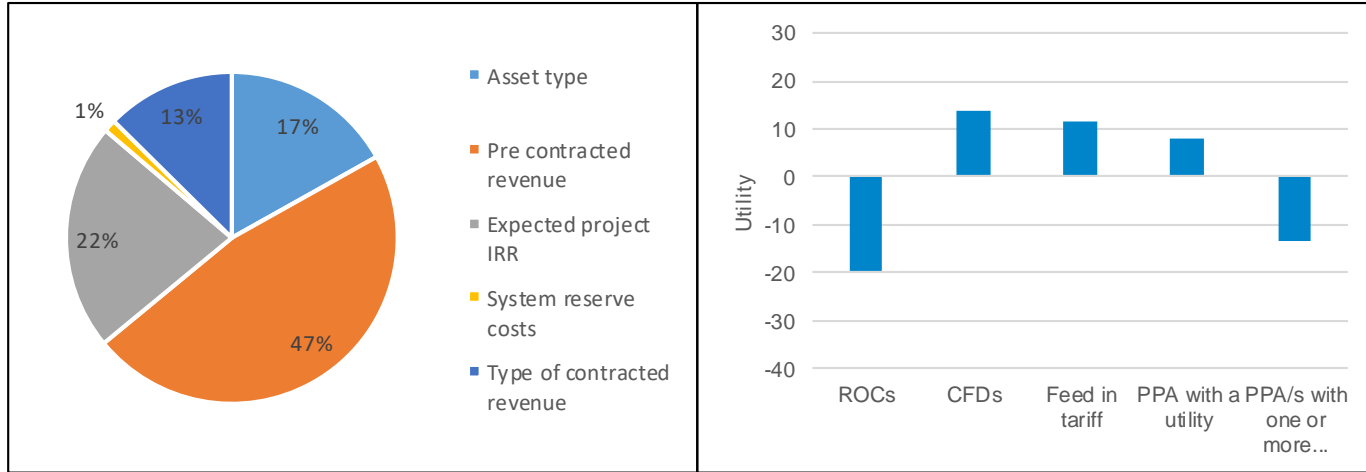 1%
13%
17%
22%
47%
Asset type
Pre contracted
revenue
Expected project
IRR
System reserve
costs
Type of contracted
revenue
Utility
30
20
10
0
-10
-20
-30
-40
ROCs
CFDs
Feed in
tariff
PPA with a
utility
PPA/s with
one or
more...